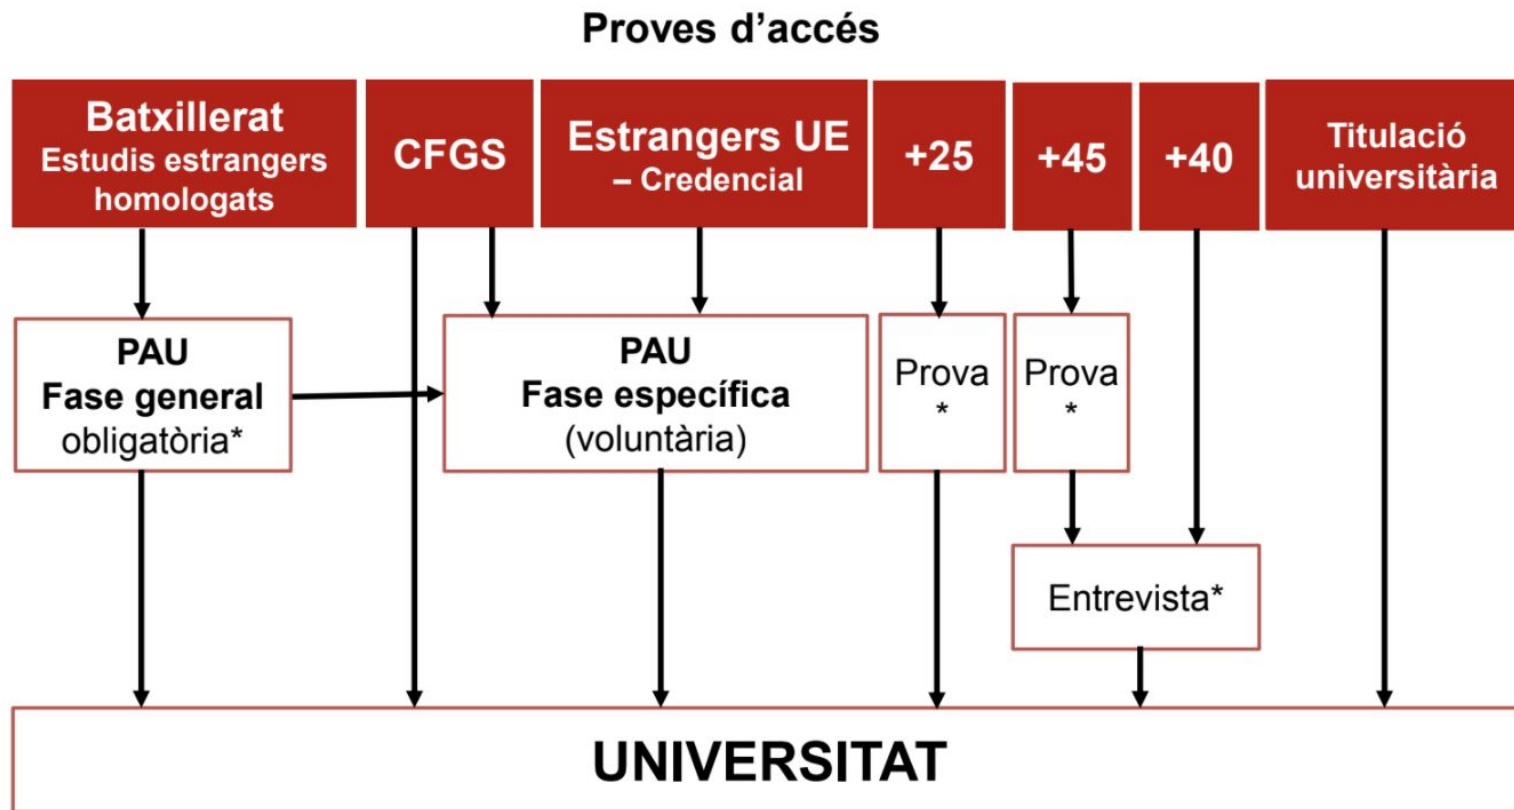 Proves d’accés
Batxillerat
Estudis estrangers
homologats
CFGS
Estrangers UE
– Credencial
+25
+45
+40
Titulació
universitària
PAU
Fase general
obligatòria*
PAU
Fase específica
(voluntària)
Prova
*
Prova
*
Entrevista*
UNIVERSITAT